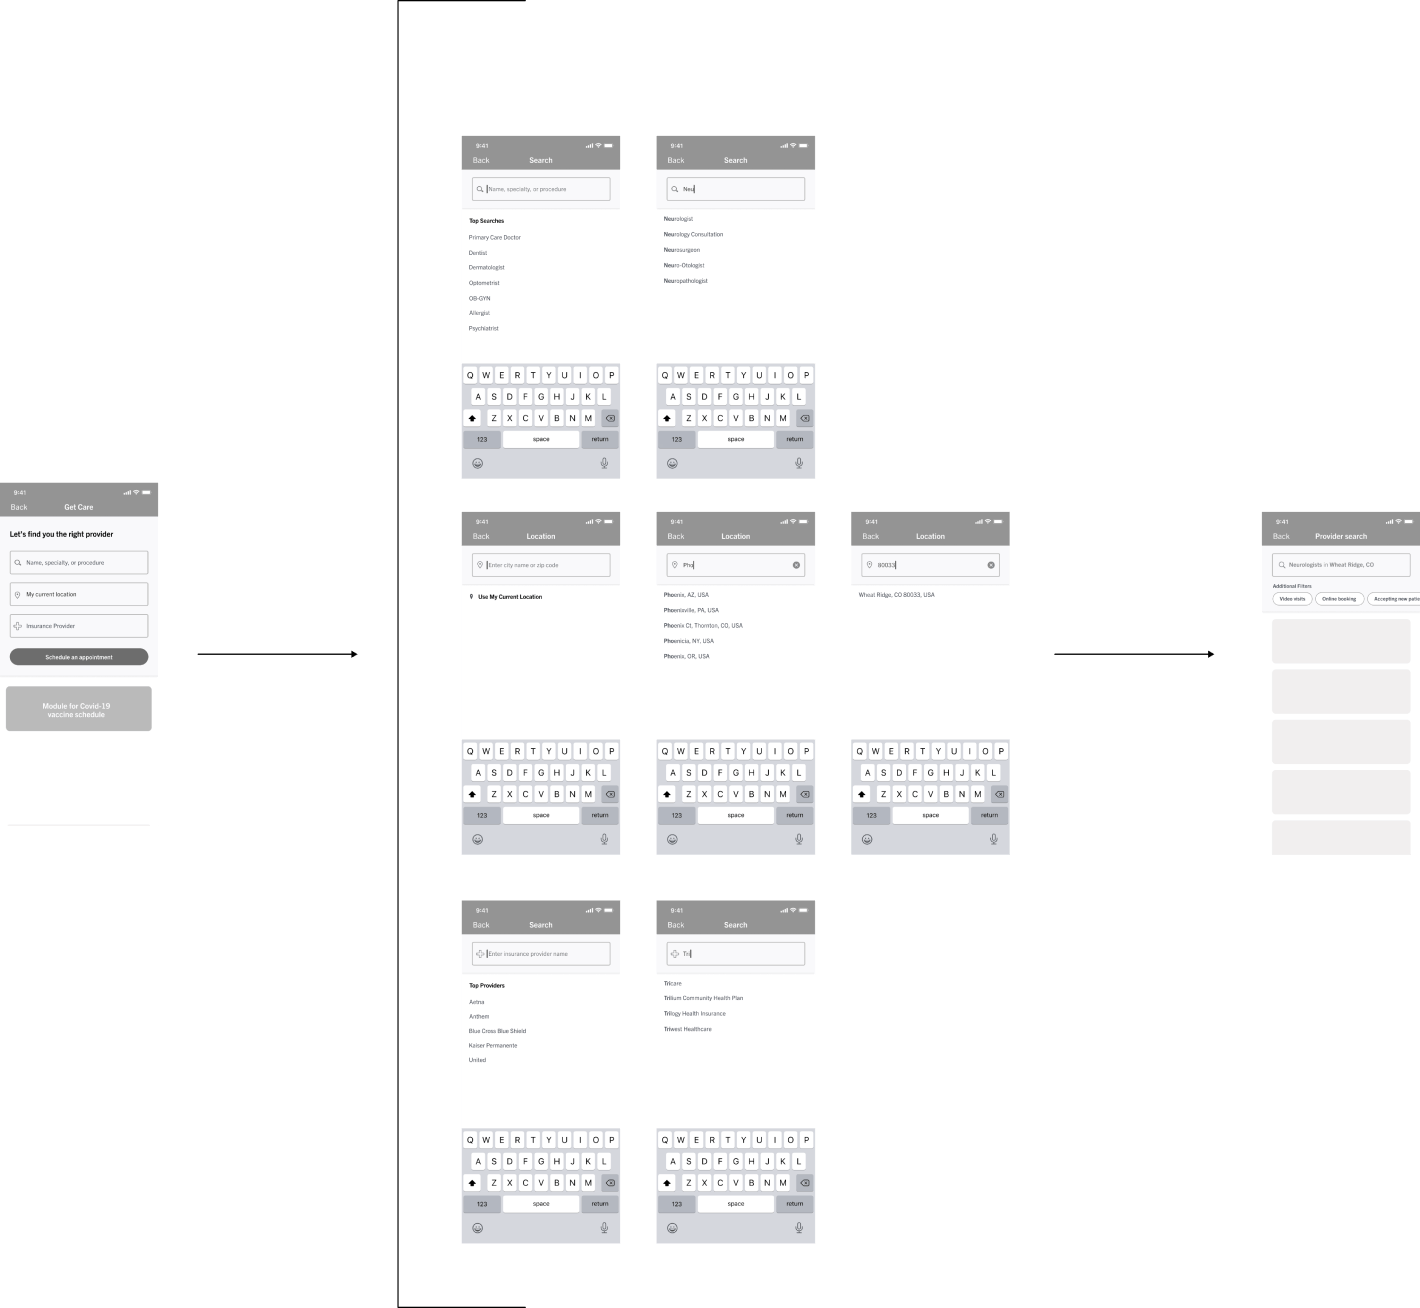 9:41
Back Get Care
Let's find you the right provider
Name, specialty, or procedure
My current location
Insurance Provider
Schedule an appointment
Module for Covid-19
vaccine schedule
9:41
Back Search
Name, specialty, or procedure
Top Searches
Primary Care Doctor
Dentist
Dermatologist
Optometrist
OB-GYN
Allergist
Psychiatrist
Q W E R T Y U I O P
A S D F G H J K L
Z X C V B N M
123 space return
9:41
Back Search
Neu
Neurologist
Neurology Consultation
Neurosurgeon
Neuro-Otologist
Neuropathologist
Q W E R T Y U I O P
A S D F G H J K L
Z X C V B N M
123 space return
9:41
Back Location
Enter city name or zip code
Use My Current Location
Q W E R T Y U I O P
A S D F G H J K L
Z X C V B N M
123 space return
9:41
Back Location
Pho
Phoenix, AZ, USA
Phoenixville, PA, USA
Phoenix Ct, Thornton, CO, USA
Phoenicia, NY, USA
Phoenix, OR, USA
Q W E R T Y U I O P
A S D F G H J K L
Z X C V B N M
123 space return
9:41
Back Location
80033
Wheat Ridge, CO 80033, USA
Q W E R T Y U I O P
A S D F G H J K L
Z X C V B N M
123 space return
9:41
Back Search
Enter insurance provider name
Top Providers
Aetna
Anthem
Blue Cross Blue Shield
Kaiser Permanente
United
Q W E R T Y U I O P
A S D F G H J K L
Z X C V B N M
123 space return
9:41
Back Search
Tri
Tricare
Trilium Community Health Plan
Trilogy Health Insurance
Triwest Healthcare
Q W E R T Y U I O P
A S D F G H J K L
Z X C V B N M
123 space return
9:41
Back Provider search
Neurologists in Wheat Ridge, CO
Additional Filters
Video visits Online booking Accepting new patie